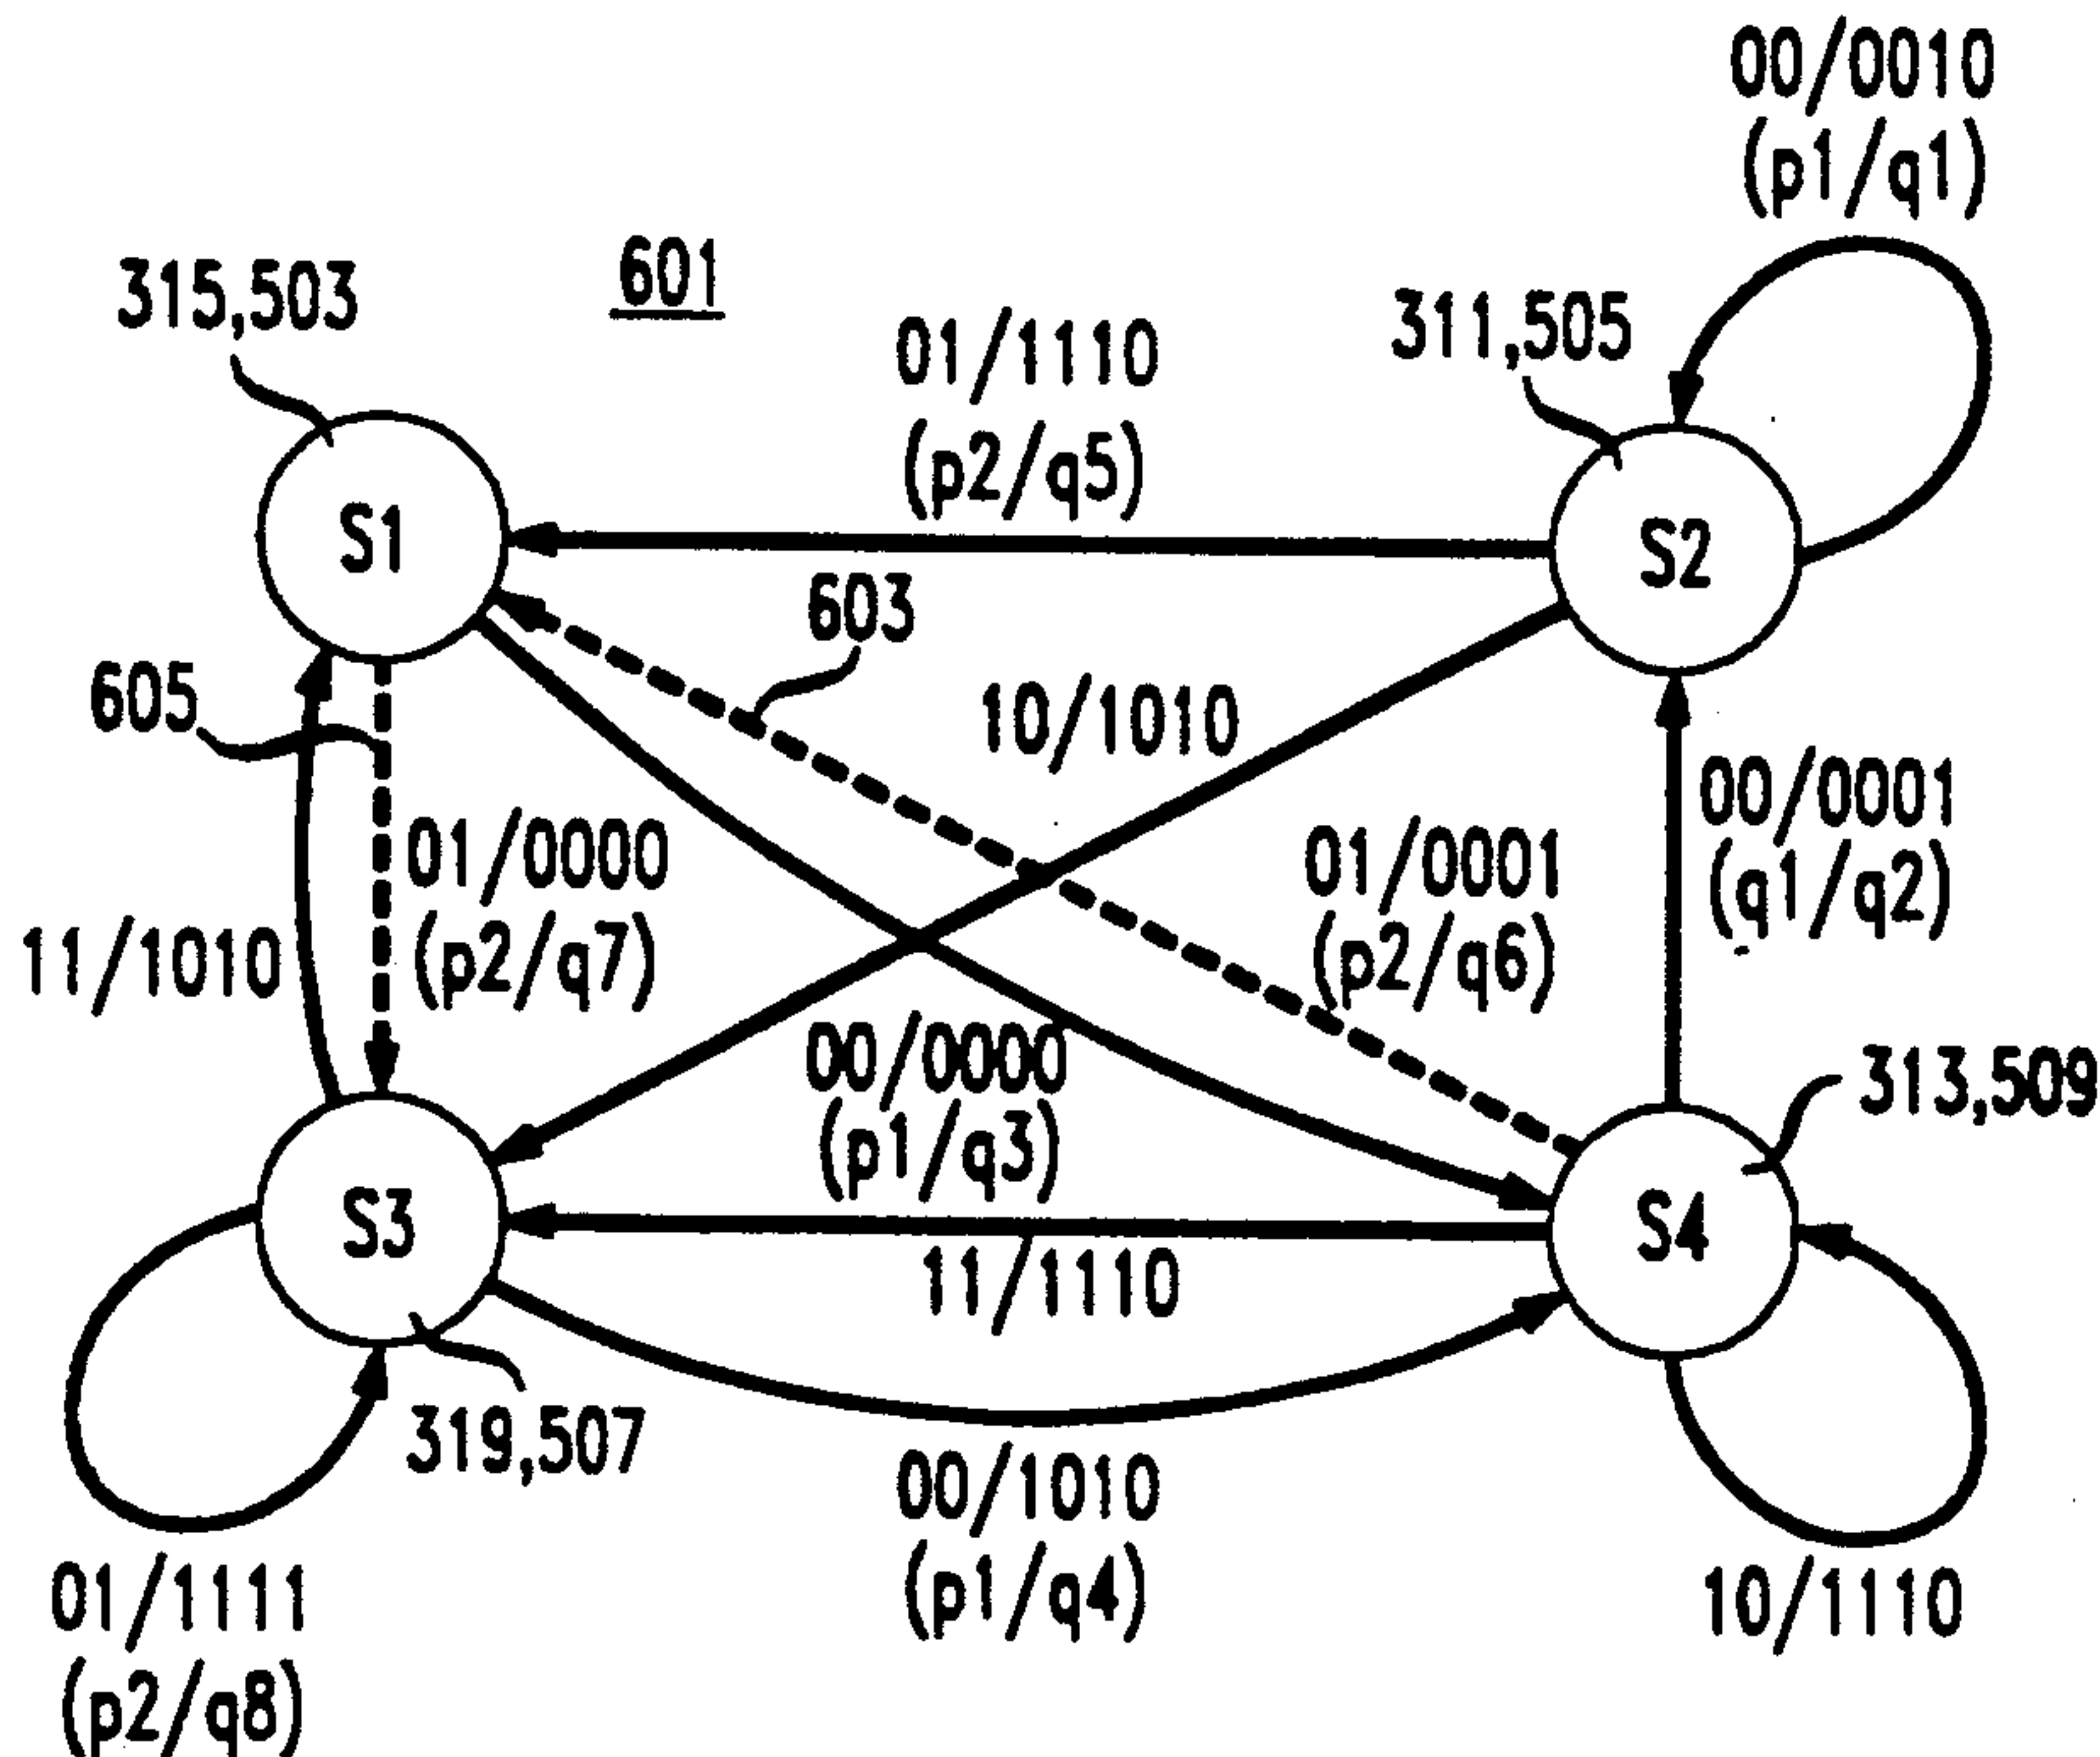 00/0010
(p1/q1)
601
315,503
311,505
01/1110
(p2/q5)
S1
S2
603
605
10/1010
00/0001
(q1/q2)
01/0000
(p2/q7)
01/0001
(p2/q6)
11/1010
00/0000
(p1/q3)
313,509
S3
S4
11/1110
319,507
00/1010
(p1/q4)
01/1111
(p2/q8)
10/1110